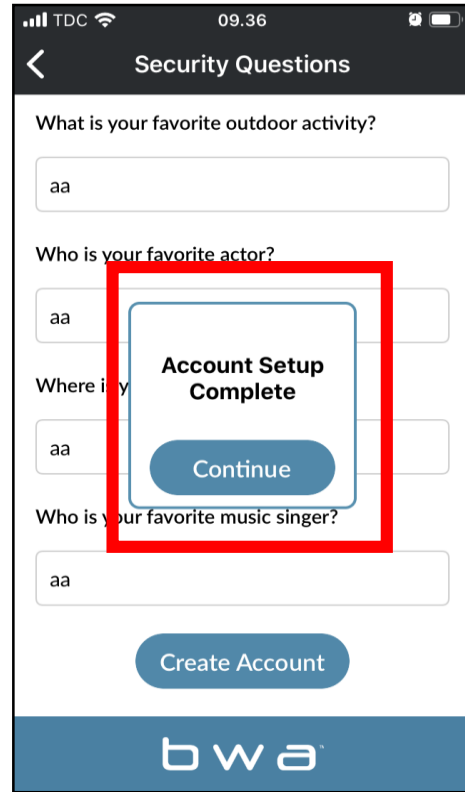 TDC 09.36
Security Questions
What is your favorite outdoor activity?
aa
Who is your favorite actor?
aa
Account Setup
Complete
Where is y
aa
Continue
Who is your favorite music singer?
aa
Create Account
bwa